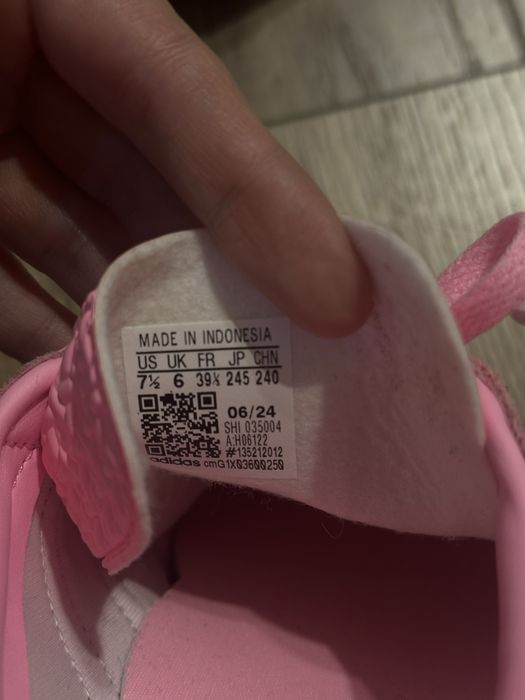 MADE IN INDONESIA
US UK FR JP CHN
7½ 6 39⅓ 245 240
06/24
SHI 035004
A:H06122
#135212012
adidas cmG1X03600250